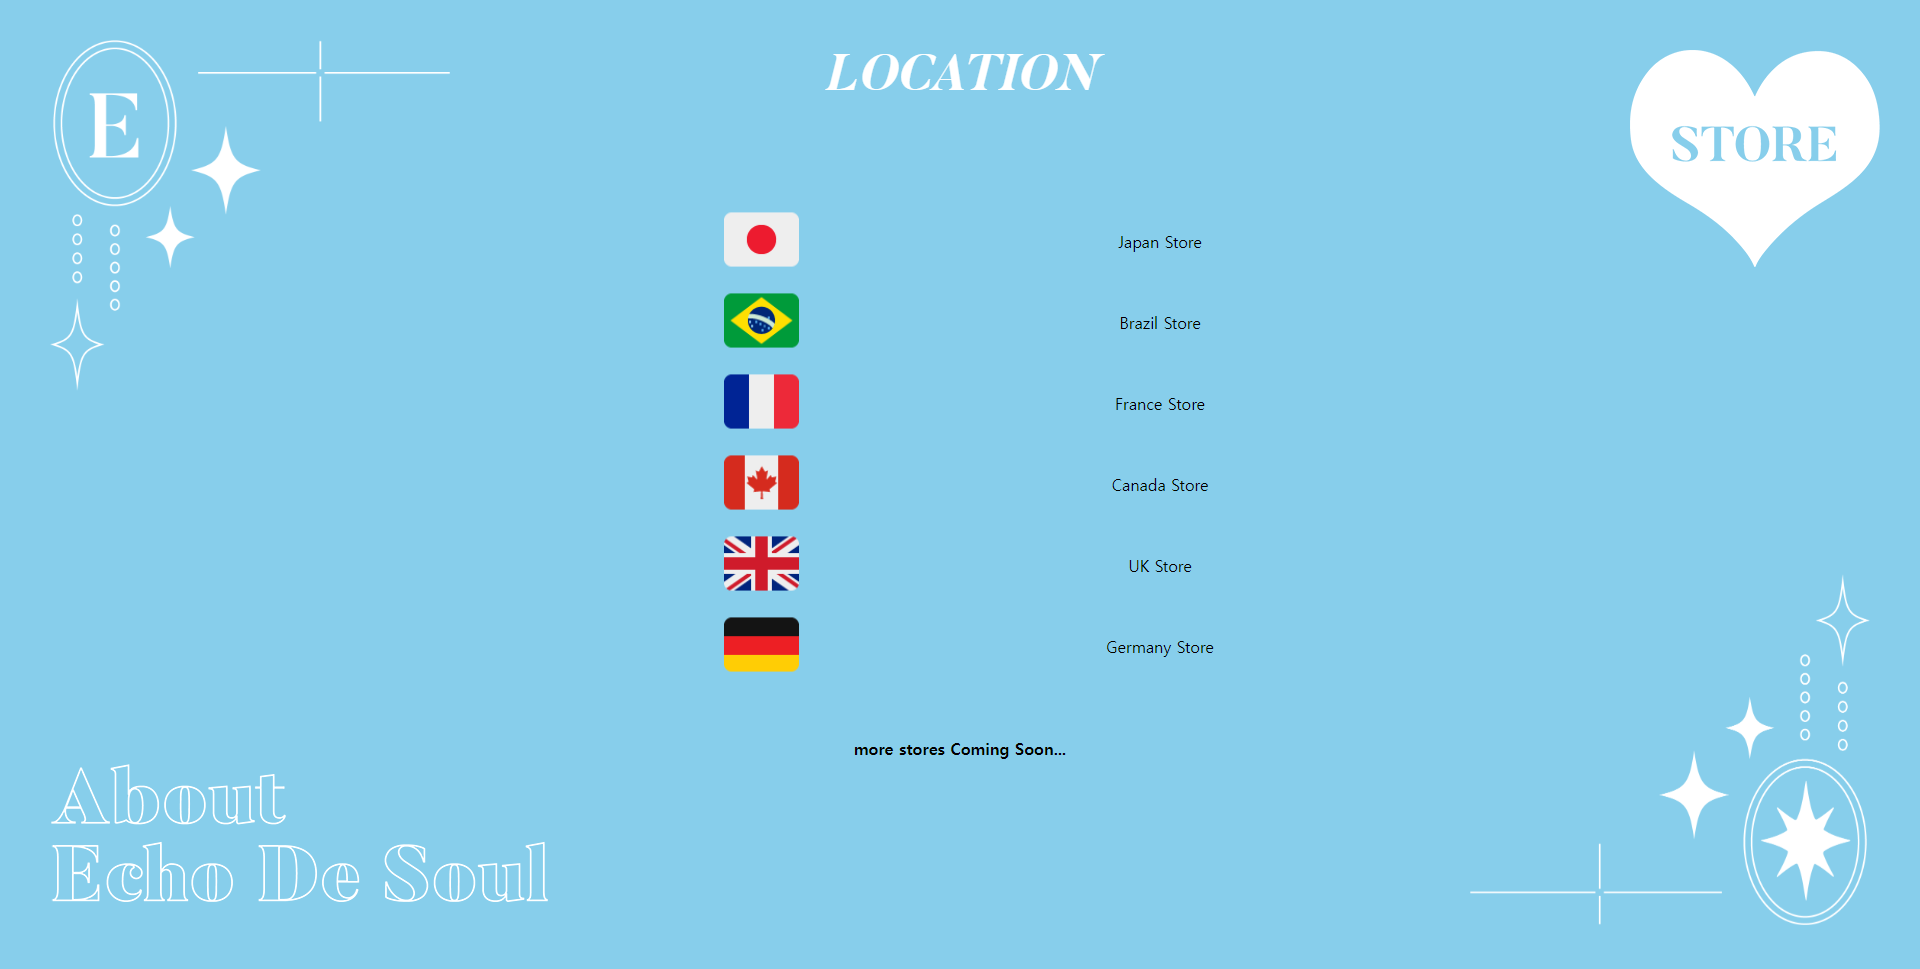 E
LOCATION
STORE
Japan Store
Brazil Store
France Store
Canada Store
UK Store
Germany Store
more stores Coming Soon...
About
Echo De Soul